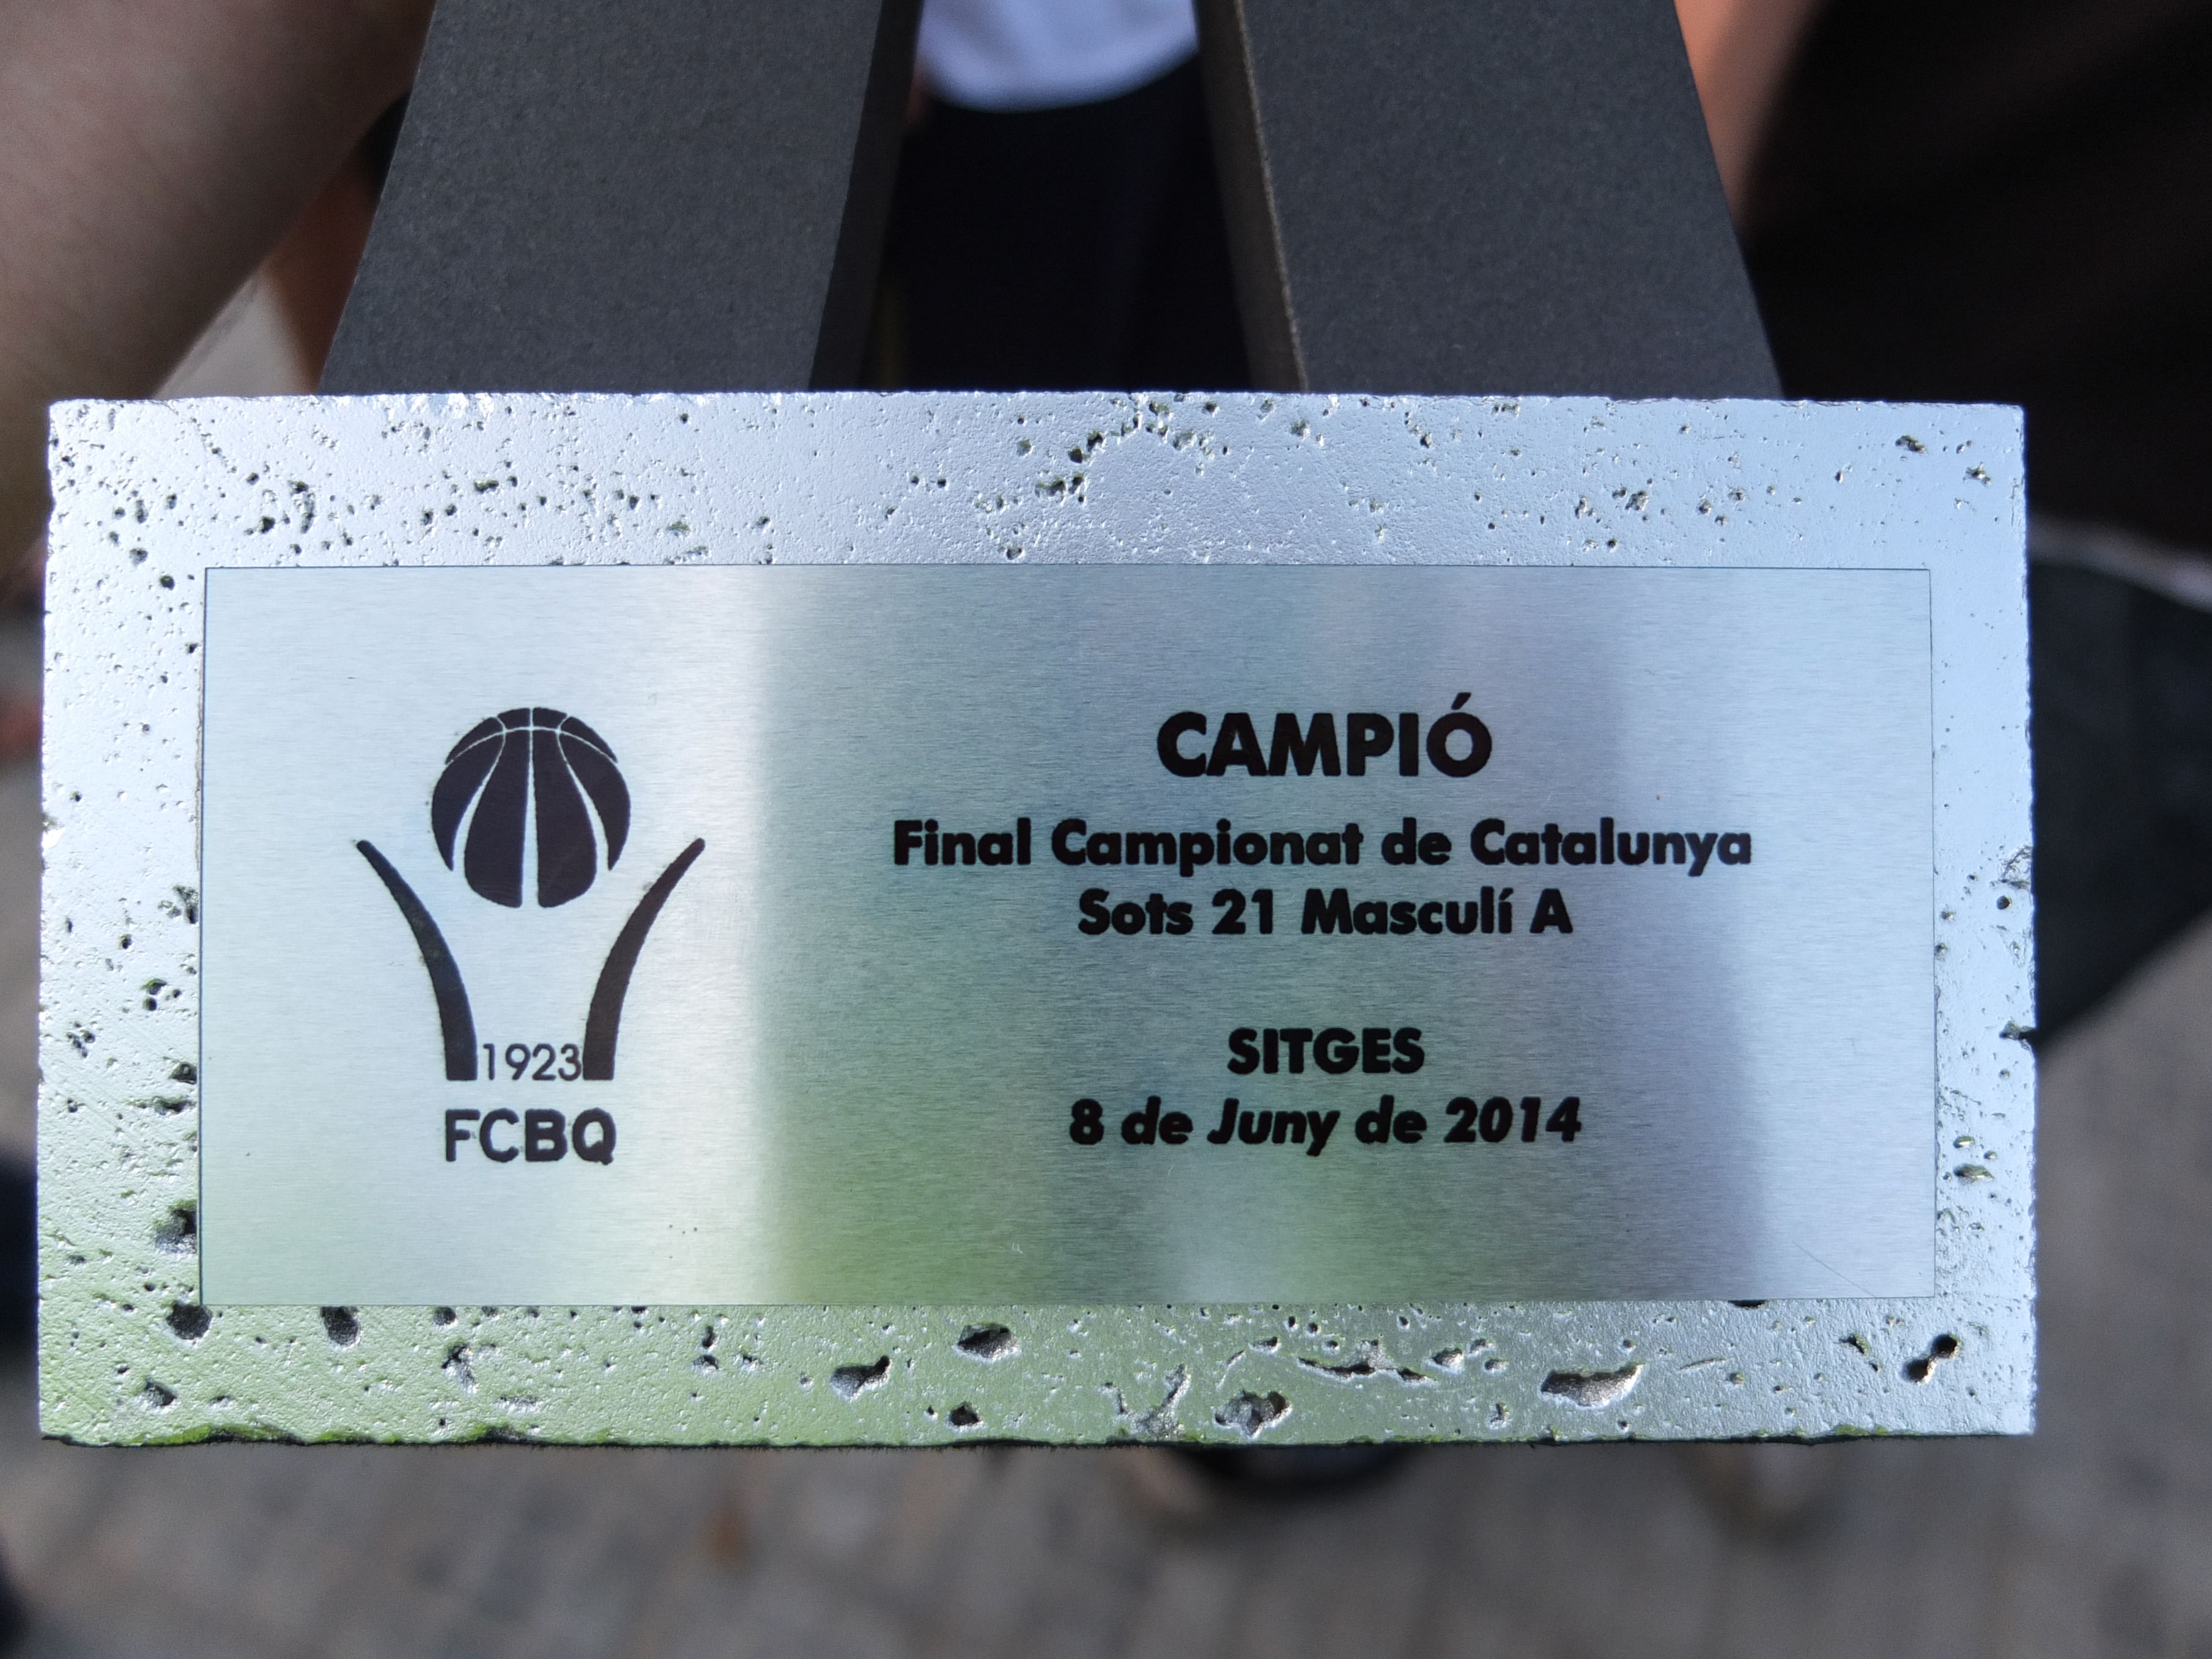 1923
FCBQ
CAMPIÓ
Final Campionat de Catalunya
Sots 21 Masculí A
SITGES
8 de Juny de 2014